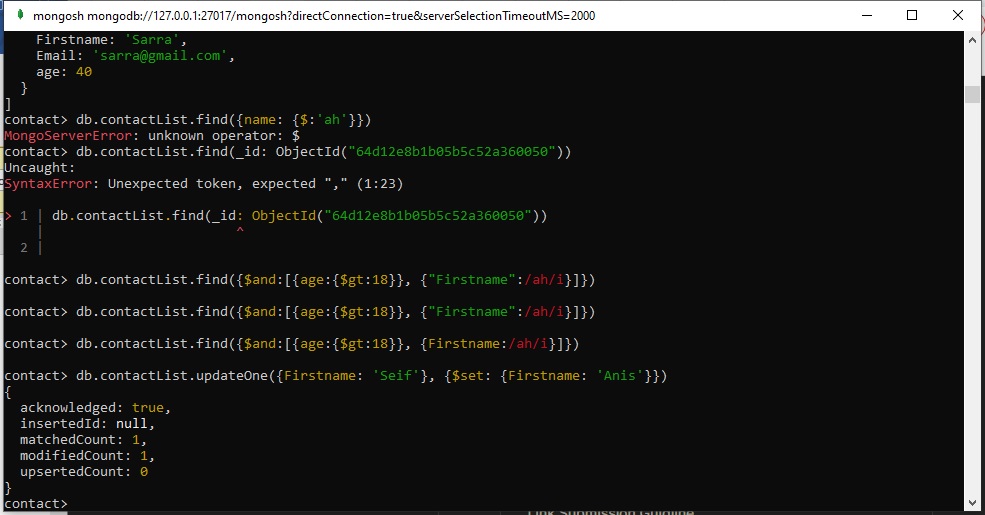 mongosh mongodb://127.0.0.1:27017/mongosh?directConnection=true&serverSelectionTimeoutMS=2000
    Firstname: 'Sarra',
    Email: 'sarra@gmail.com',
    age: 40
  }
]
contact> db.contactList.find({name: {$:'ah'}})
MongoServerError: unknown operator: $
contact> db.contactList.find(_id: ObjectId("64d12e8b1b05b5c52a360050"))
Uncaught:
SyntaxError: Unexpected token, expected "," (1:23)

> 1 | db.contactList.find(_id: ObjectId("64d12e8b1b05b5c52a360050"))
    |                        ^
  2 |

contact> db.contactList.find({$and:[{age:{$gt:18}}, {"Firstname":/ah/i}]})

contact> db.contactList.find({$and:[{age:{$gt:18}}, {"Firstname":/ah/i}]})

contact> db.contactList.find({$and:[{age:{$gt:18}}, {Firstname:/ah/i}]})

contact> db.contactList.updateOne({Firstname: 'Seif'}, {$set: {Firstname: 'Anis'}})
{
  acknowledged: true,
  insertedId: null,
  matchedCount: 1,
  modifiedCount: 1,
  upsertedCount: 0
}
contact>